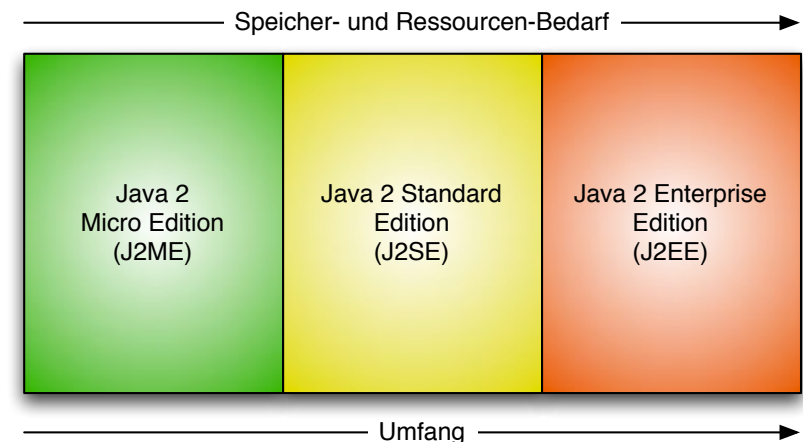 Speicher- und Ressourcen-Bedarf
Java 2
Micro Edition
(J2ME)
Java 2 Standard
Edition
(J2SE)
Java 2 Enterprise
Edition
(J2EE)
Umfang